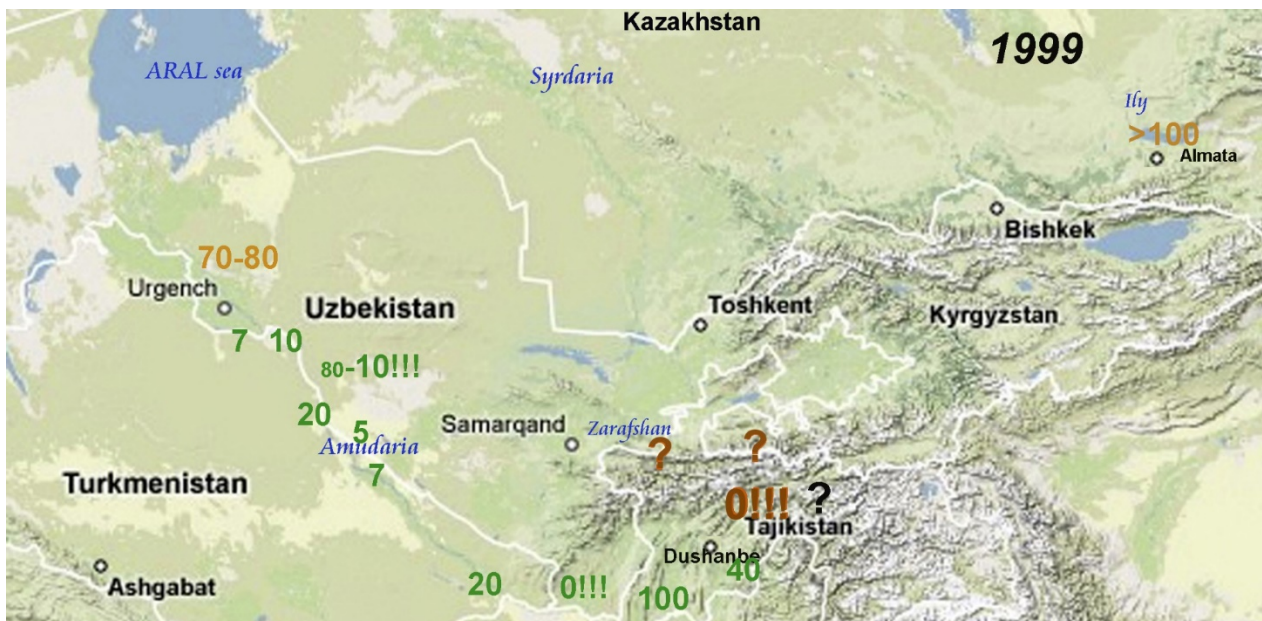 Kazakhstan
1999
ARAL sea
Syrdaria
Ily
>100
Almata
Bishkek
70-80
Urgench
Uzbekistan
Toshkent
Kyrgyzstan
7
10
80-10!!!
20
5
Samarqand
Zarafshan
Amudaria
?
?
7
Turkmenistan
0!!!
?
Tajikistan
Dushanbe
Ashgabat
20
0!!!
100
40